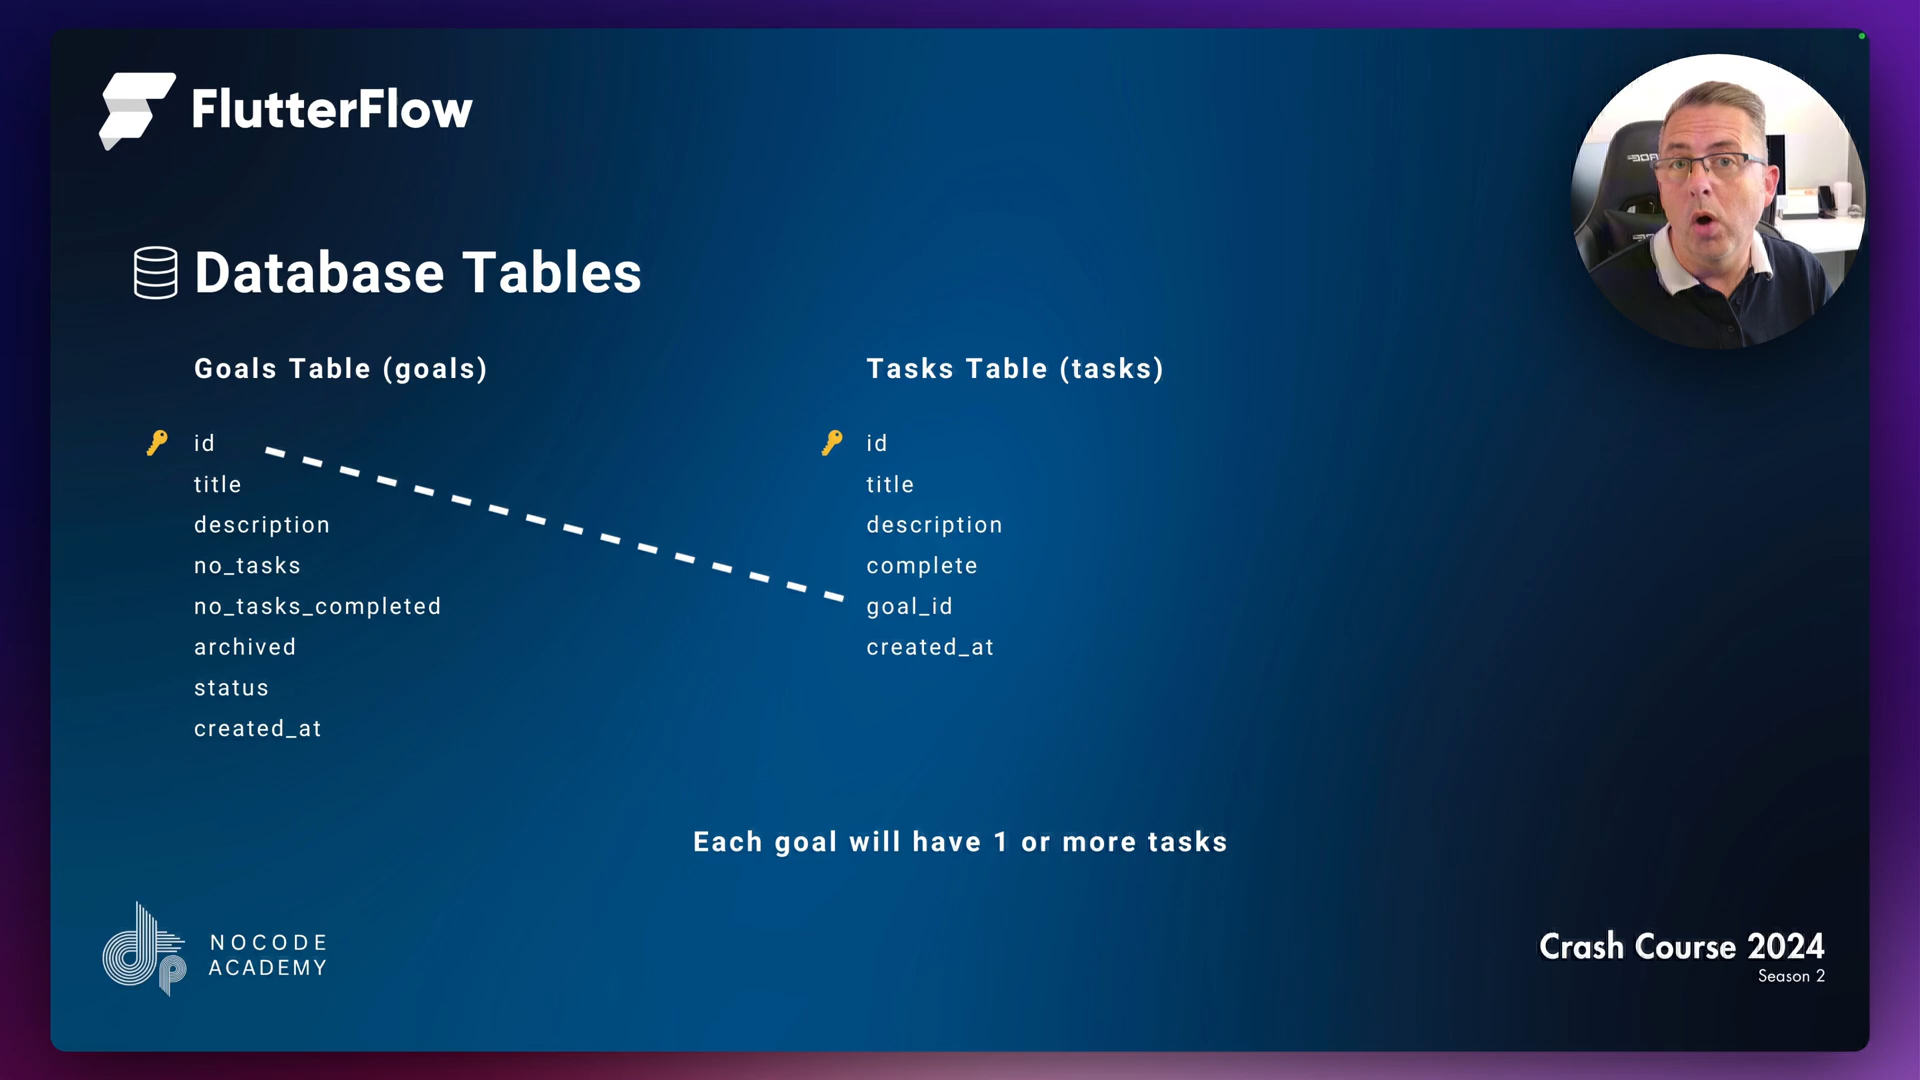 FlutterFlow
Database Tables
Goals Table (goals)
id
title
description
no_tasks
no_tasks_completed
archived
status
created_at
Tasks Table (tasks)
id
title
description
complete
goal_id
created_at
Each goal will have 1 or more tasks
NOCODE
ACADEMY
Crash Course 2024
Season 2